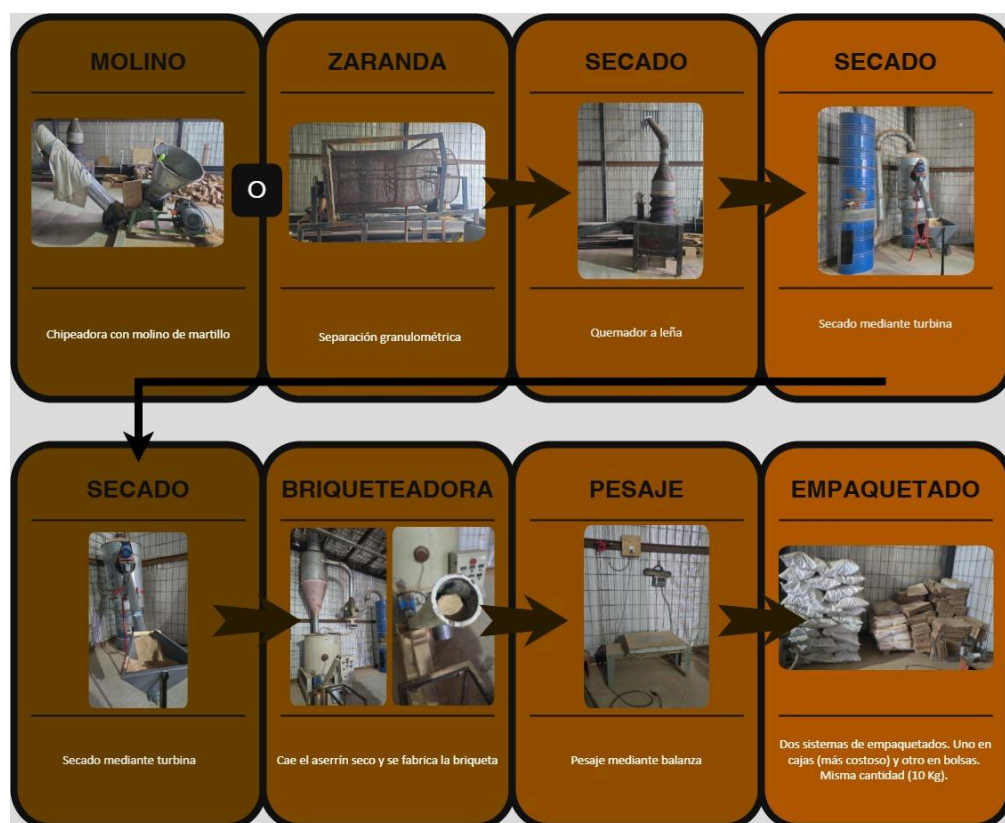 MOLINO
Chipeadora con molino de martillo
O
ZARANDA
Separación granulométrica
SECADO
Quemador a leña
SECADO
Secado mediante turbina
SECADO
Secado mediante turbina
BRIQUETEADORA
Cae el aserrín seco y se fabrica la briqueta
PESAJE
Pesaje mediante balanza
EMPAQUETADO
Dos sistemas de empaquetados. Uno en
cajas (más costoso) y otro en bolsas.
Misma cantidad (10 Kg).